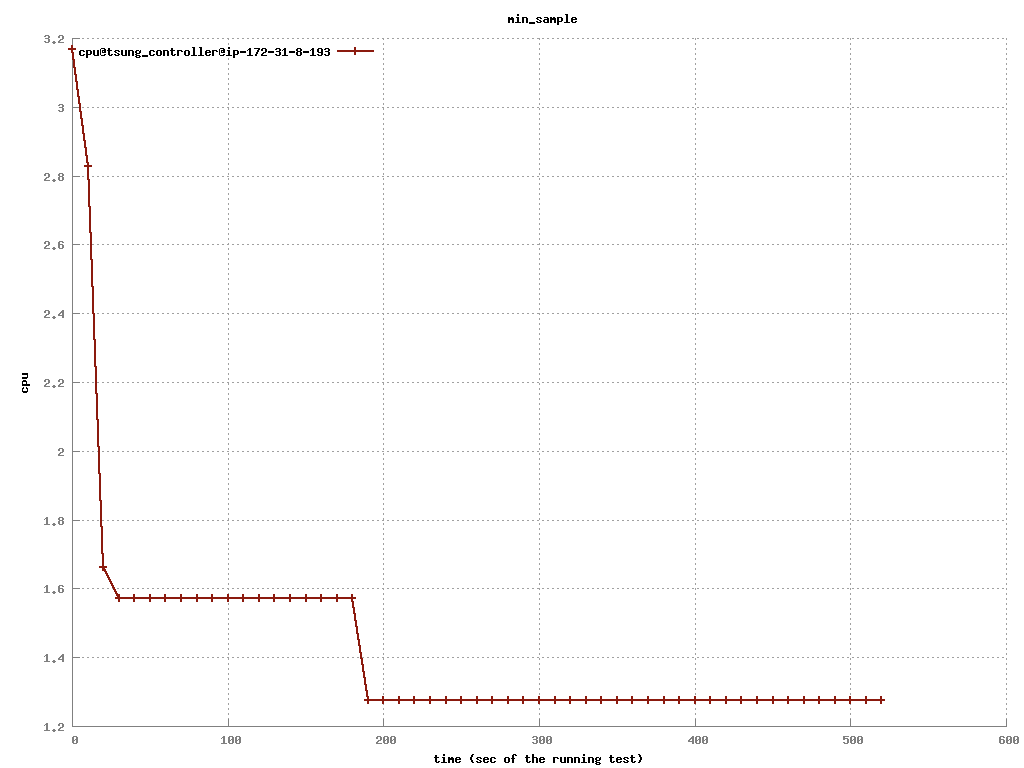 min_sample
cpu@tsung_controller@ip-172-31-8-193
3.2
3
2.8
2.6
2.4
2.2
2
1.8
1.6
1.4
1.2
cpu
0 100 200 300 400 500 600
time (sec of the running test)